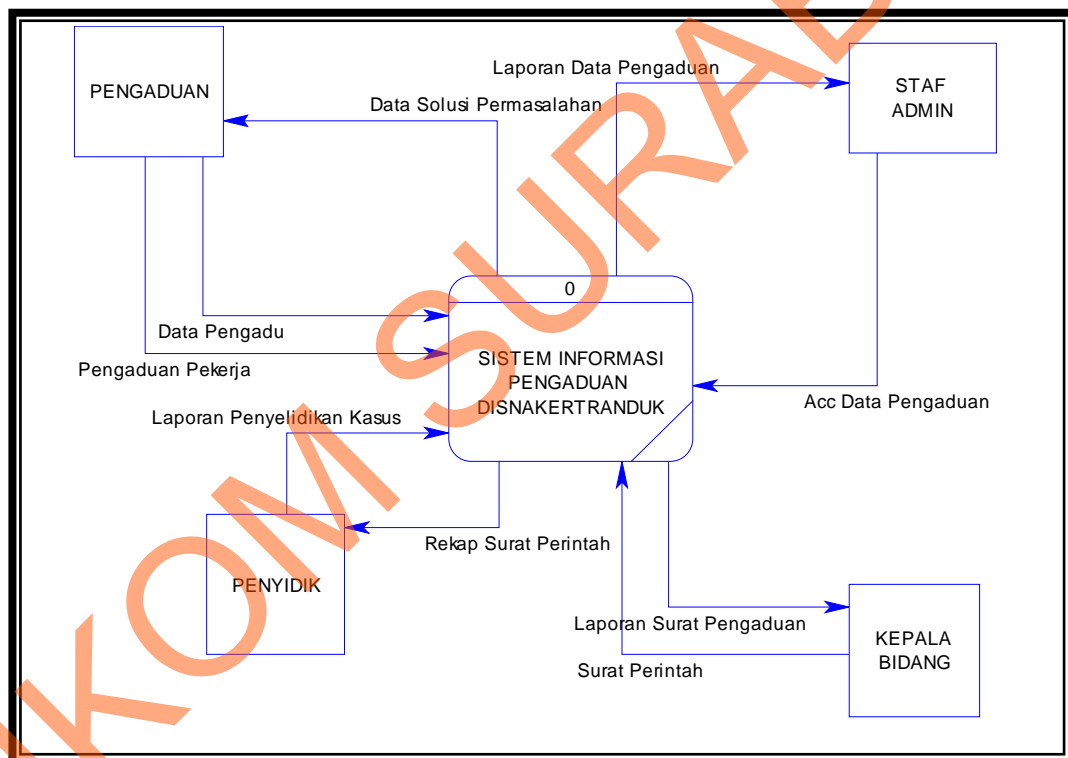 PENGADUAN
Laporan Data Pengaduan
STAF
ADMIN
Data Solusi Permasalahan
0
SISTEM INFORMASI
PENGADUAN
DISNAKERTRANDUK
Data Pengadu
Pengaduan Pekerja
Acc Data Pengaduan
Laporan Penyelidikan Kasus
Rekap Surat Perintah
PENYIDIK
Laporan Surat Pengaduan
Surat Perintah
KEPALA
BIDANG
KOM SURAB